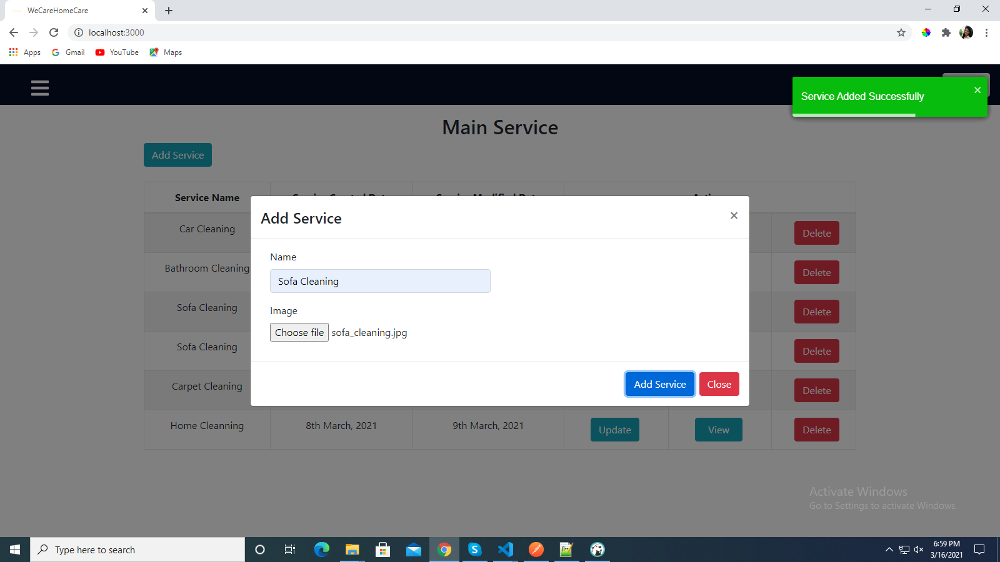 WeCareHomeCare
localhost:3000
Apps
Gmail
YouTube
Maps
Service Added Successfully
Main Service
Add Service
Service Name
Car Cleaning
Delete
Bathroom Cleaning
Delete
Sofa Cleaning
Delete
Sofa Cleaning
Delete
Carpet Cleaning
Delete
Home Cleanning
8th March, 2021
9th March, 2021
Update
View
Delete
Add Service
Name
Sofa Cleaning
Image
Choose file sofa_cleaning.jpg
Add Service
Close
Activate Windows
Go to Settings to activate Windows.
Type here to search
6:59 PM
3/16/2021